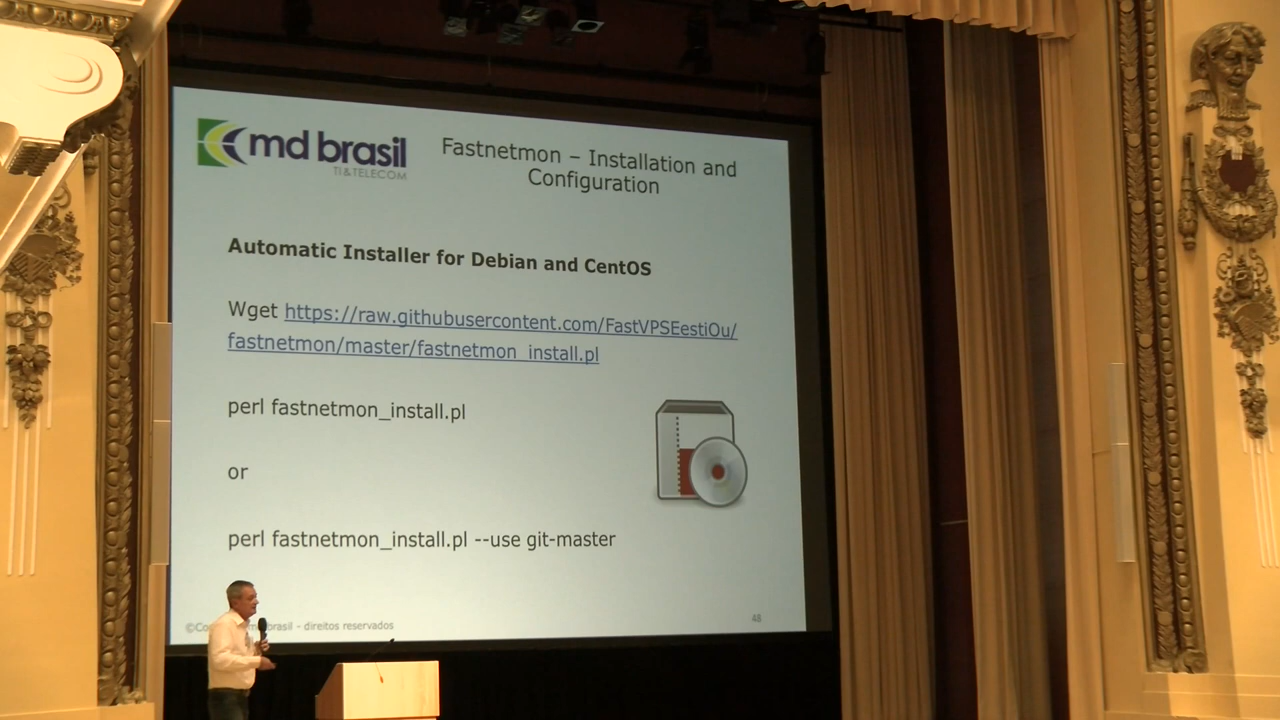 md brasil
TI & TELECOM
Fastnetmon – Installation and
Configuration
Automatic Installer for Debian and CentOS
Wget https://raw.githubusercontent.com/FastVPSEestiOu/
fastnetmon/master/fastnetmon_install.pl
perl fastnetmon_install.pl
or
perl fastnetmon_install.pl --use git-master
brasil - direitos reservados
48